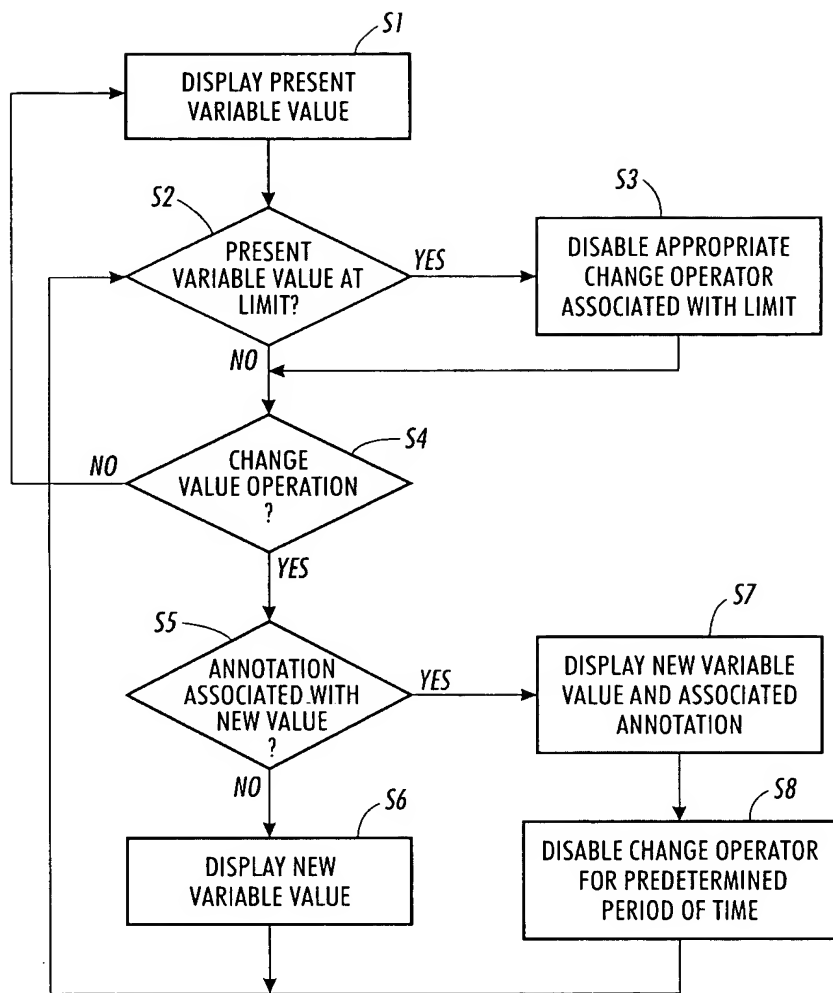 S1
DISPLAY PRESENT
VARIABLE VALUE
S2
PRESENT
VARIABLE VALUE AT
LIMIT?
YES
S3
DISABLE APPROPRIATE
CHANGE OPERATOR
ASSOCIATED WITH LIMIT
NO
S4
CHANGE
VALUE OPERATION
?
NO
YES
S5
ANNOTATION
ASSOCIATED WITH
NEW VALUE
?
YES
S7
DISPLAY NEW VARIABLE
VALUE AND ASSOCIATED
ANNOTATION
NO
S6
DISPLAY NEW
VARIABLE VALUE
S8
DISABLE CHANGE OPERATOR
FOR PREDETERMINED
PERIOD OF TIME